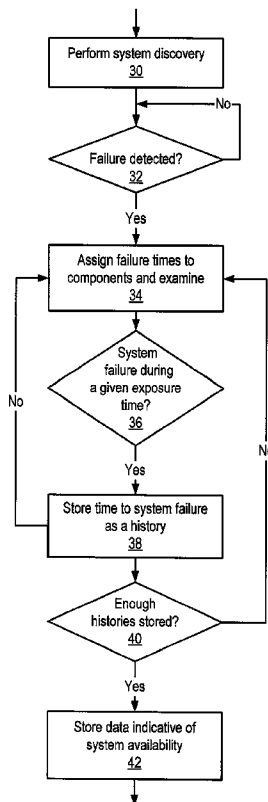 Perform system discovery
30
No
Failure detected?
32
Yes
Assign failure times to
components and examine
34
System
failure during
a given exposure
time?
36
No
Yes
Store time to system failure
as a history
38
Enough
histories stored?
40
Yes
Store data indicative of
system availability
42